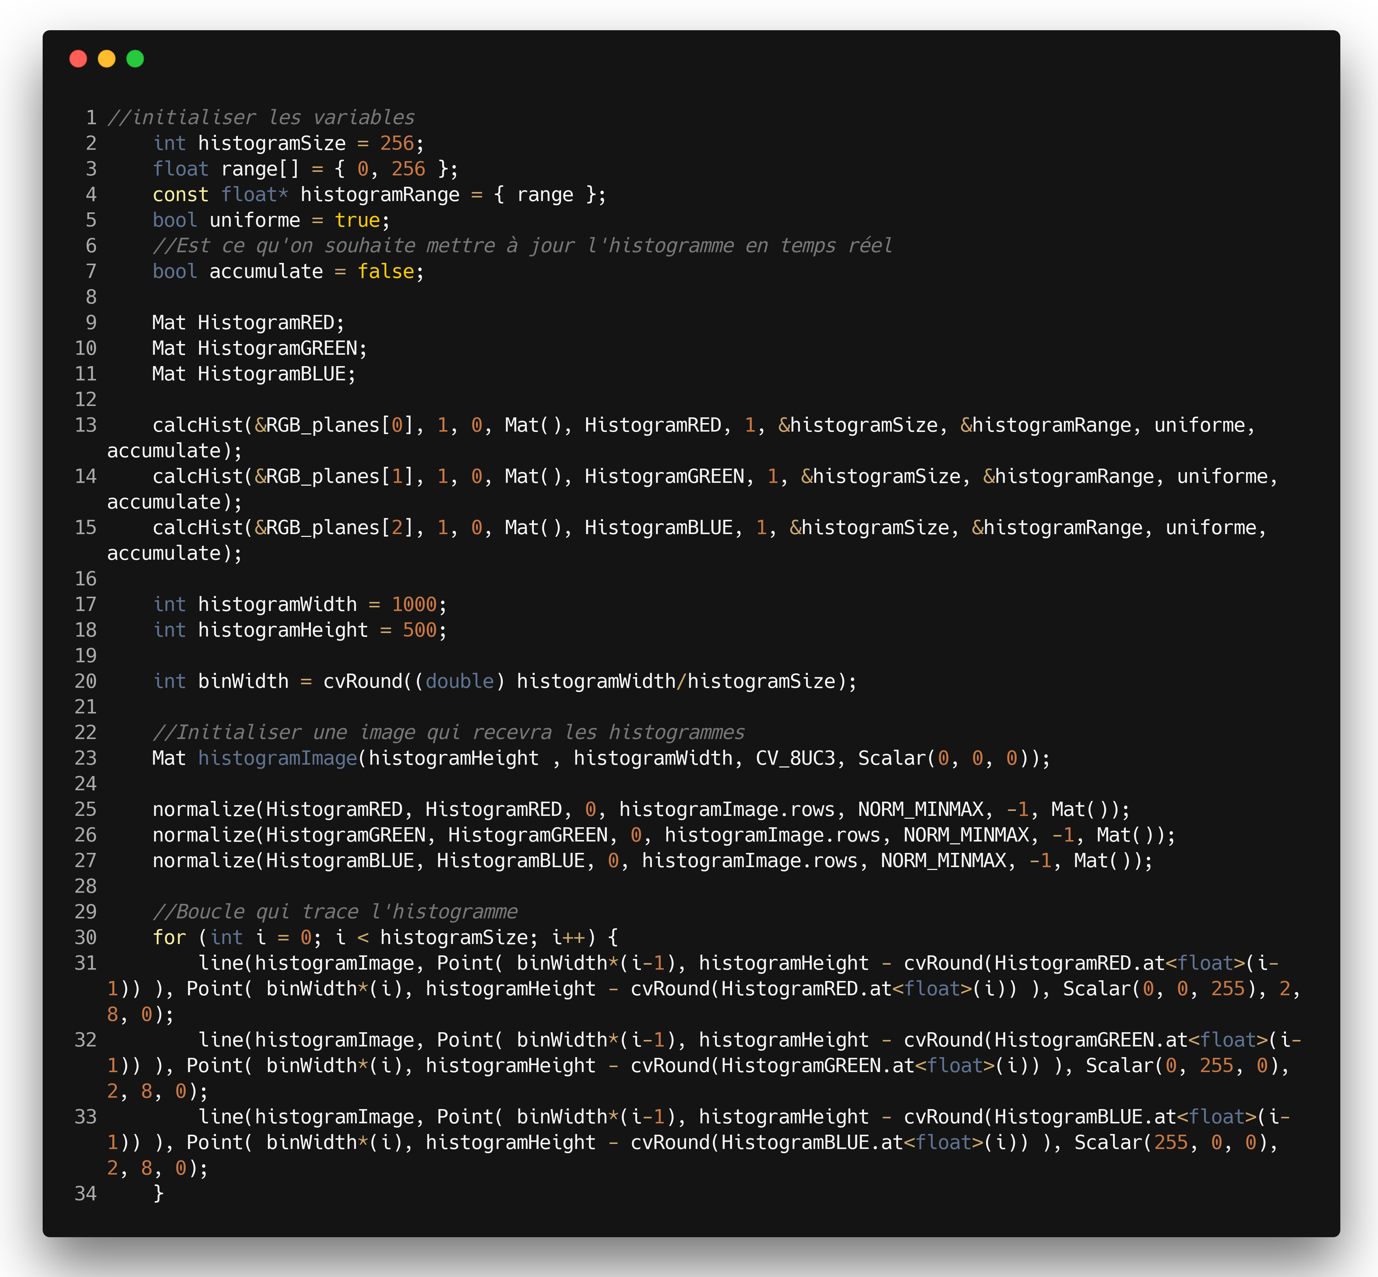 1 //initialiser les variables
2     int histogramSize = 256;
3     float range[] = { 0, 256 };
4     const float* histogramRange = { range };
5     bool uniforme = true;
6     //Est ce qu'on souhaite mettre à jour l'histogramme en temps réel
7     bool accumulate = false;
8
9     Mat HistogramRED;
10     Mat HistogramGREEN;
11     Mat HistogramBLUE;
12
13     calcHist(&RGB_planes[0], 1, 0, Mat(), HistogramRED, 1, &histogramSize, &histogramRange, uniforme,
accumulate);
14     calcHist(&RGB_planes[1], 1, 0, Mat(), HistogramGREEN, 1, &histogramSize, &histogramRange, uniforme,
accumulate);
15     calcHist(&RGB_planes[2], 1, 0, Mat(), HistogramBLUE, 1, &histogramSize, &histogramRange, uniforme,
accumulate);
16
17     int histogramWidth = 1000;
18     int histogramHeight = 500;
19
20     int binWidth = cvRound((double) histogramWidth/histogramSize);
21
22     //Initialiser une image qui recevra les histogrammes
23     Mat histogramImage(histogramHeight , histogramWidth, CV_8UC3, Scalar(0, 0, 0));
24
25     normalize(HistogramRED, HistogramRED, 0, histogramImage.rows, NORM_MINMAX, -1, Mat());
26     normalize(HistogramGREEN, HistogramGREEN, 0, histogramImage.rows, NORM_MINMAX, -1, Mat());
27     normalize(HistogramBLUE, HistogramBLUE, 0, histogramImage.rows, NORM_MINMAX, -1, Mat());
28
29     //Boucle qui trace l'histogramme
30     for (int i = 0; i < histogramSize; i++) {
31         line(histogramImage, Point( binWidth*(i-1), histogramHeight - cvRound(HistogramRED.at<float>(i-
1)) ), Point( binWidth*(i), histogramHeight - cvRound(HistogramRED.at<float>(i)) ), Scalar(0, 0, 255), 2,
8, 0);
32         line(histogramImage, Point( binWidth*(i-1), histogramHeight - cvRound(HistogramGREEN.at<float>(i-
1)) ), Point( binWidth*(i), histogramHeight - cvRound(HistogramGREEN.at<float>(i)) ), Scalar(0, 255, 0),
2, 8, 0);
33         line(histogramImage, Point( binWidth*(i-1), histogramHeight - cvRound(HistogramBLUE.at<float>(i-
1)) ), Point( binWidth*(i), histogramHeight - cvRound(HistogramBLUE.at<float>(i)) ), Scalar(255, 0, 0),
2, 8, 0);
34     }